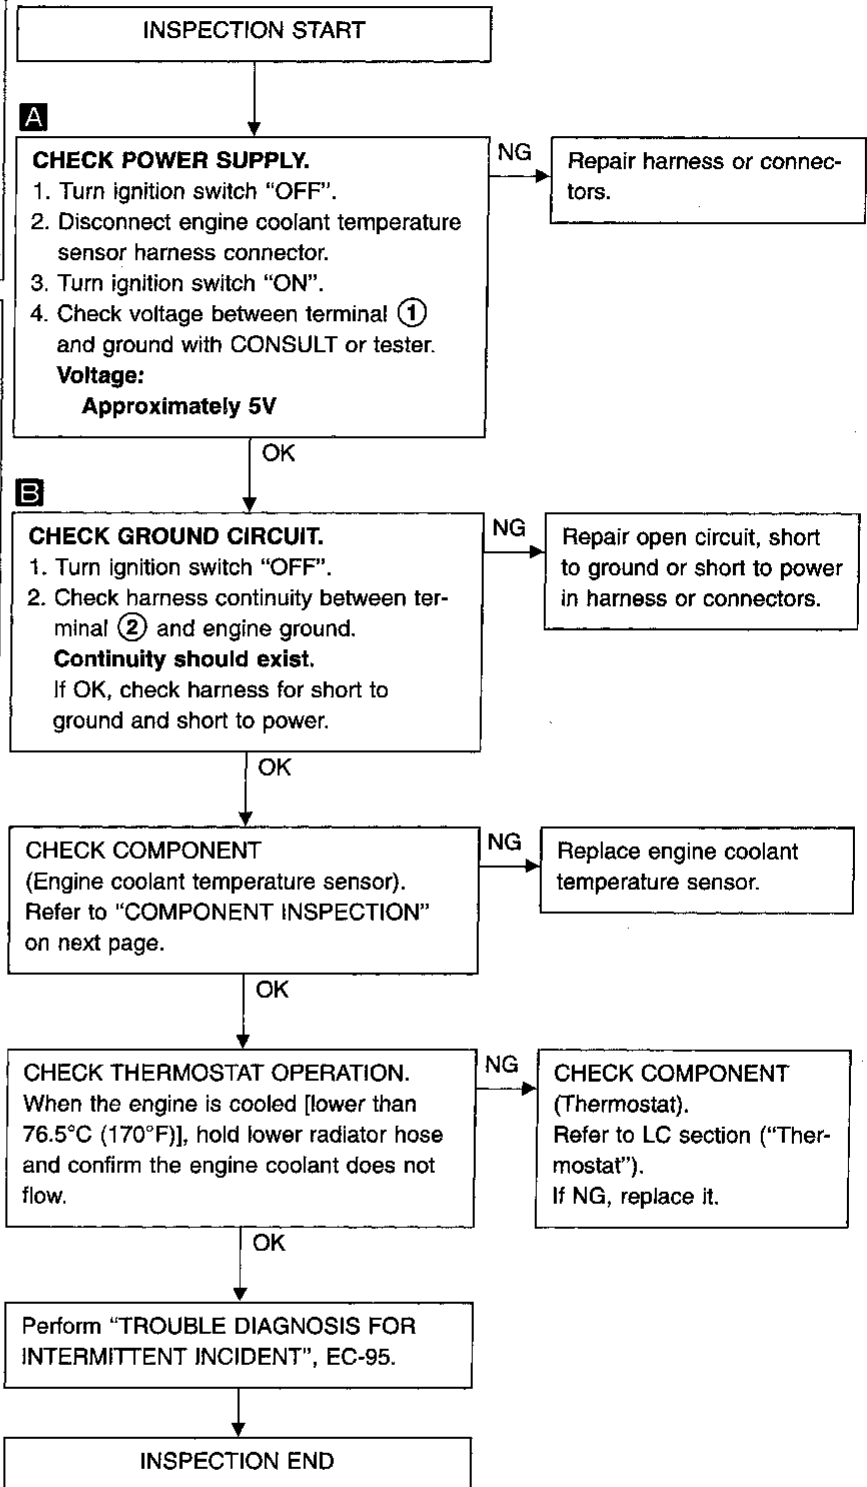 INSPECTION START
A
CHECK POWER SUPPLY.
1. Turn ignition switch “OFF”.
2. Disconnect engine coolant temperature
sensor harness connector.
3. Turn ignition switch “ON”.
4. Check voltage between terminal ①
and ground with CONSULT or tester.
Voltage:
Approximately 5V
NG
Repair harness or connec-
tors.
OK
B
CHECK GROUND CIRCUIT.
1. Turn ignition switch “OFF”.
2. Check harness continuity between ter-
minal ② and engine ground.
Continuity should exist.
If OK, check harness for short to
ground and short to power.
NG
Repair open circuit, short
to ground or short to power
in harness or connectors.
OK
CHECK COMPONENT
(Engine coolant temperature sensor).
Refer to “COMPONENT INSPECTION”
on next page.
NG
Replace engine coolant
temperature sensor.
OK
CHECK THERMOSTAT OPERATION.
When the engine is cooled [lower than
76.5°C (170°F)], hold lower radiator hose
and confirm the engine coolant does not
flow.
NG
CHECK COMPONENT
(Thermostat).
Refer to LC section (“Ther-
mostat”).
If NG, replace it.
OK
Perform “TROUBLE DIAGNOSIS FOR
INTERMITTENT INCIDENT”, EC-95.
INSPECTION END